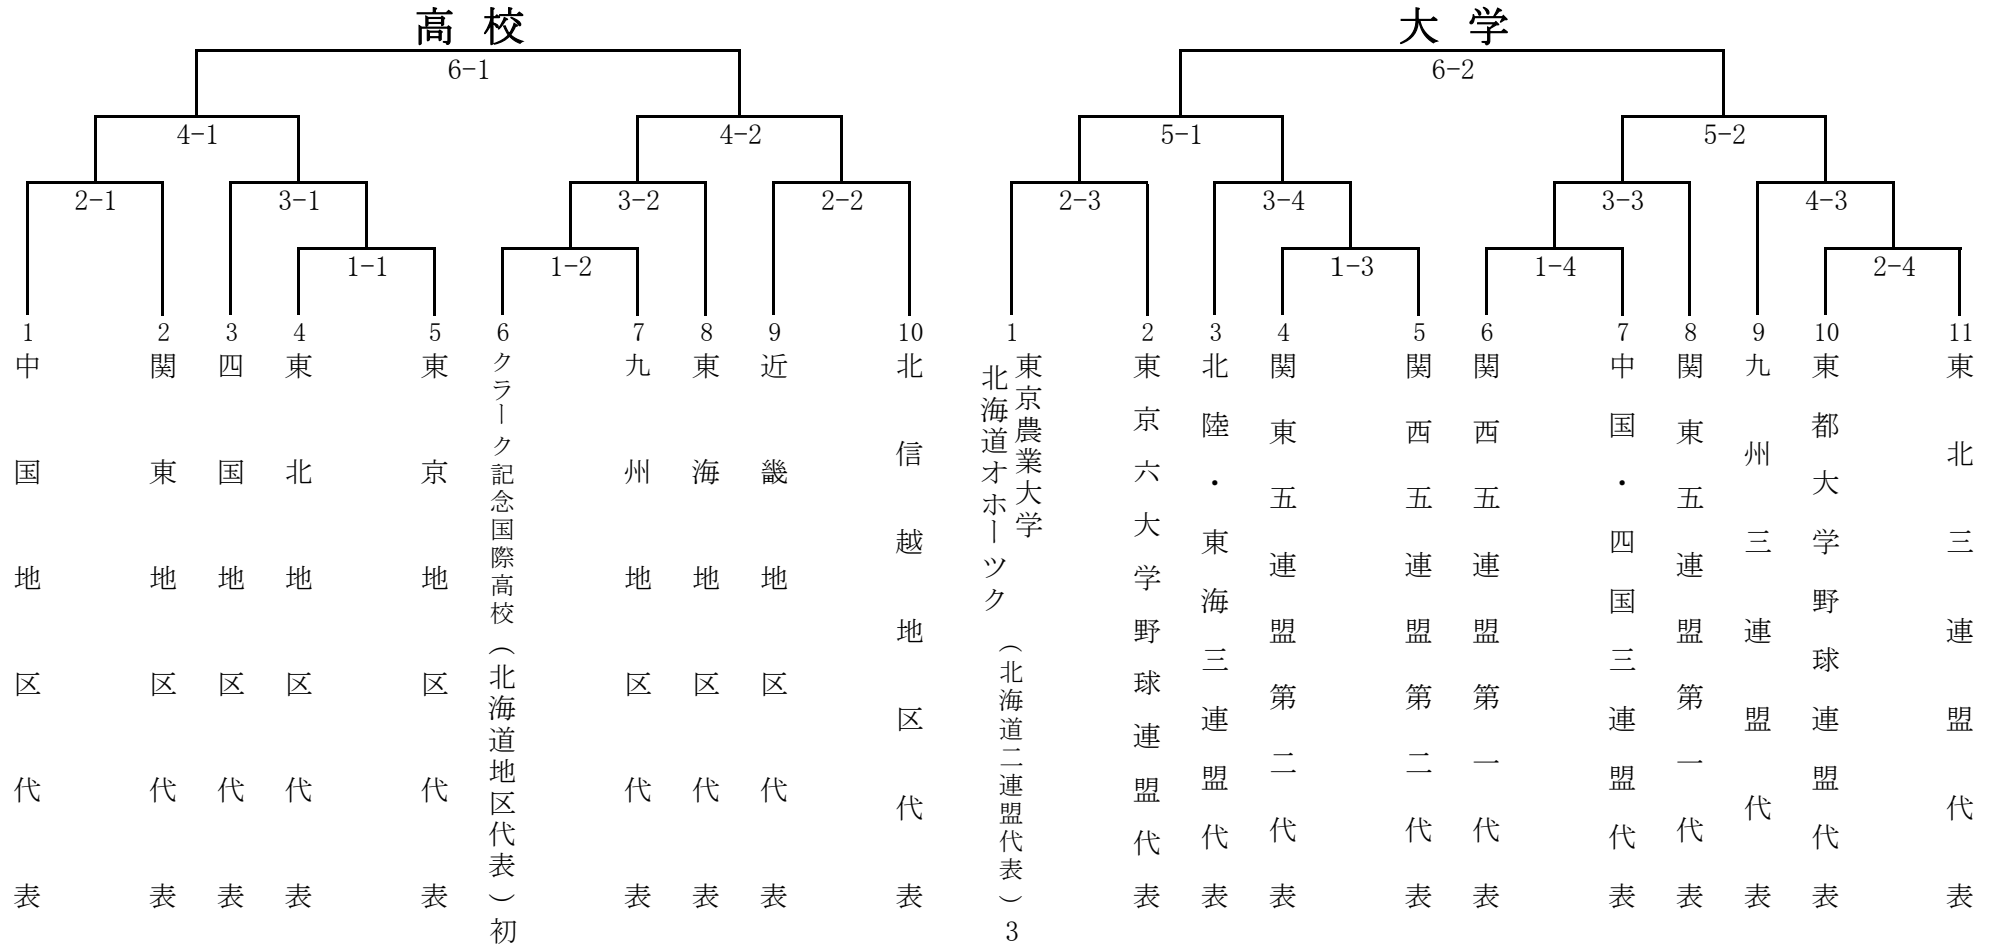 高校
6-1
4-1
4-2
2-1
3-1
3-2
2-2
1-1
1-2
1
中国地区代表
2
関東地区代表
3
四国地区代表
4
東北地区代表
5
東京地区代表
6
クラーク記念国際高校（北海道地区代表）初
7
九州地区代表
8
東海地区代表
9
近畿地区代表
10
北信越地区代表
大学
6-2
5-1
5-2
2-3
3-4
3-3
4-3
1-3
1-4
2-4
1
東京農業大学
北海道オホーツク
（北海道二連盟代表）3
2
東京六大学野球連盟代表
3
北陸・東海三連盟代表
4
関東五連盟第二代表
5
関西五連盟第二代表
6
関西五連盟第一代表
7
中国・四国三連盟代表
8
関東五連盟第一代表
9
九州三連盟代表
10
東都大学野球連盟代表
11
東北三連盟代表